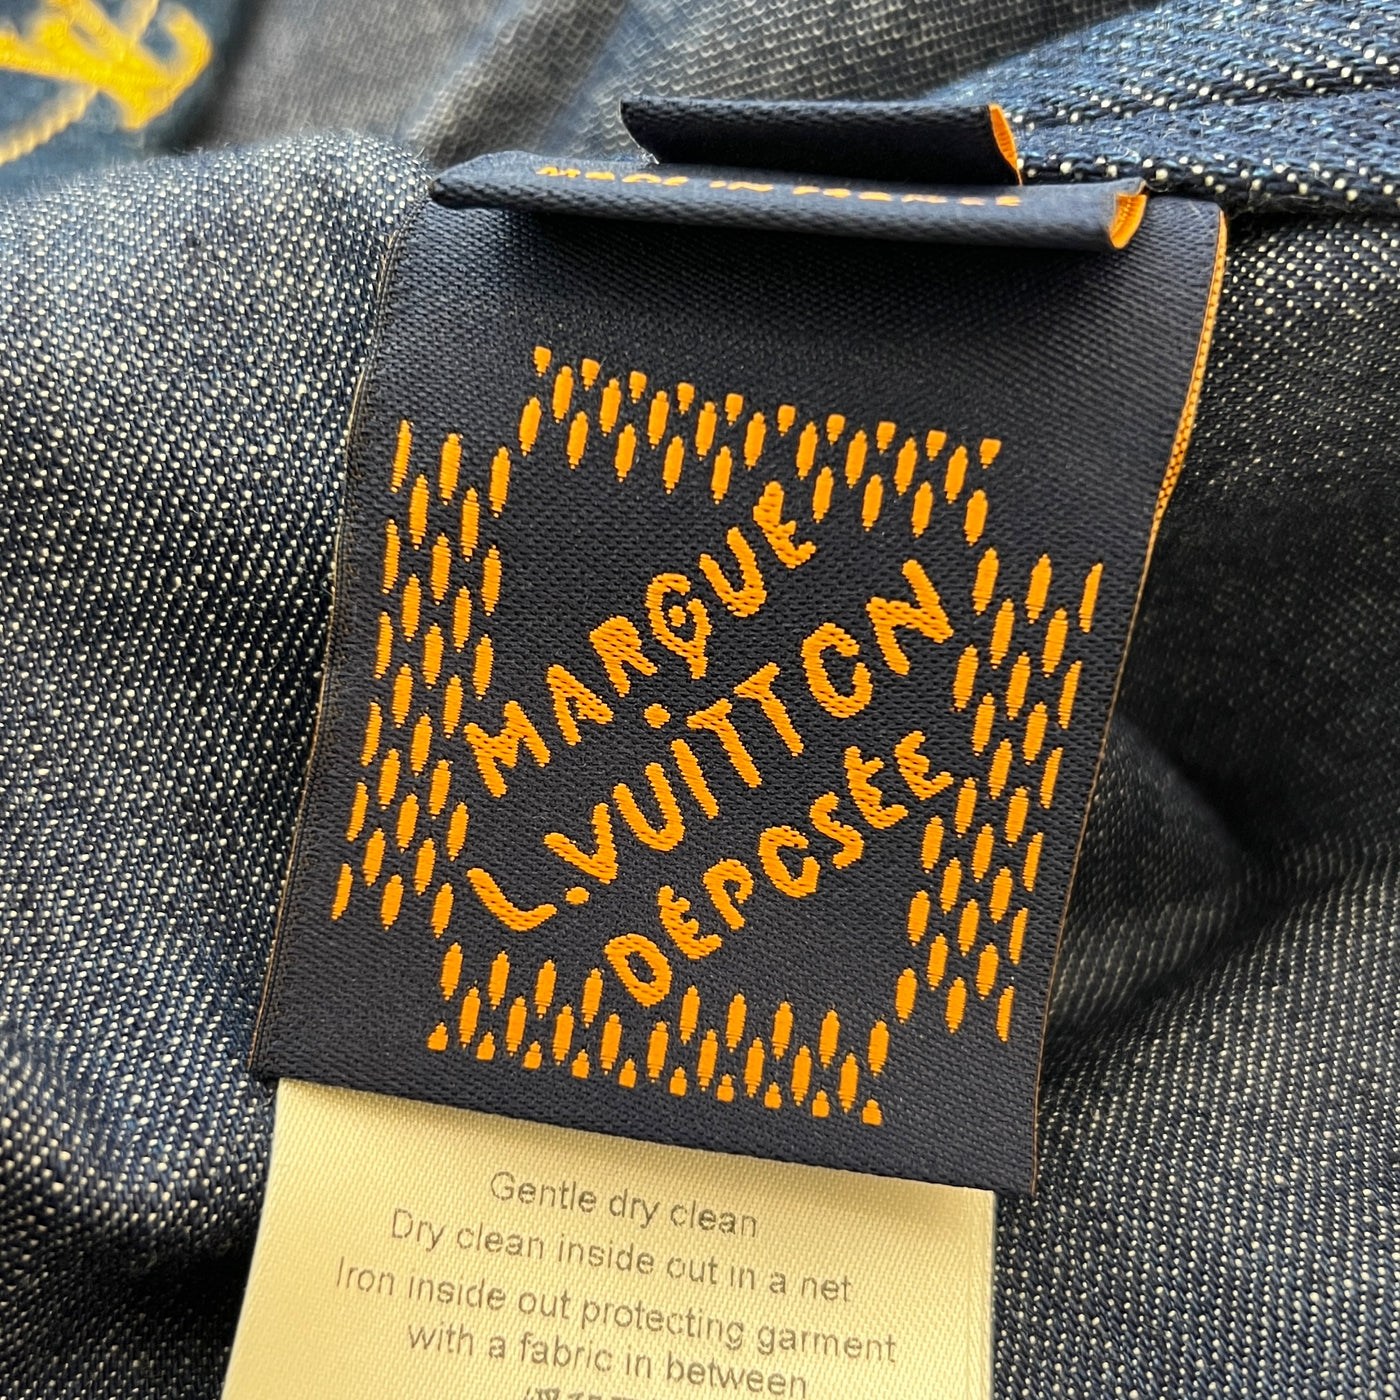 MADE IN FRANCE
MARQUE
L.VUITTON
DÉPOSÉE
Gentle dry clean
Dry clean inside out in a net
Iron inside out protecting garment
with a fabric in between